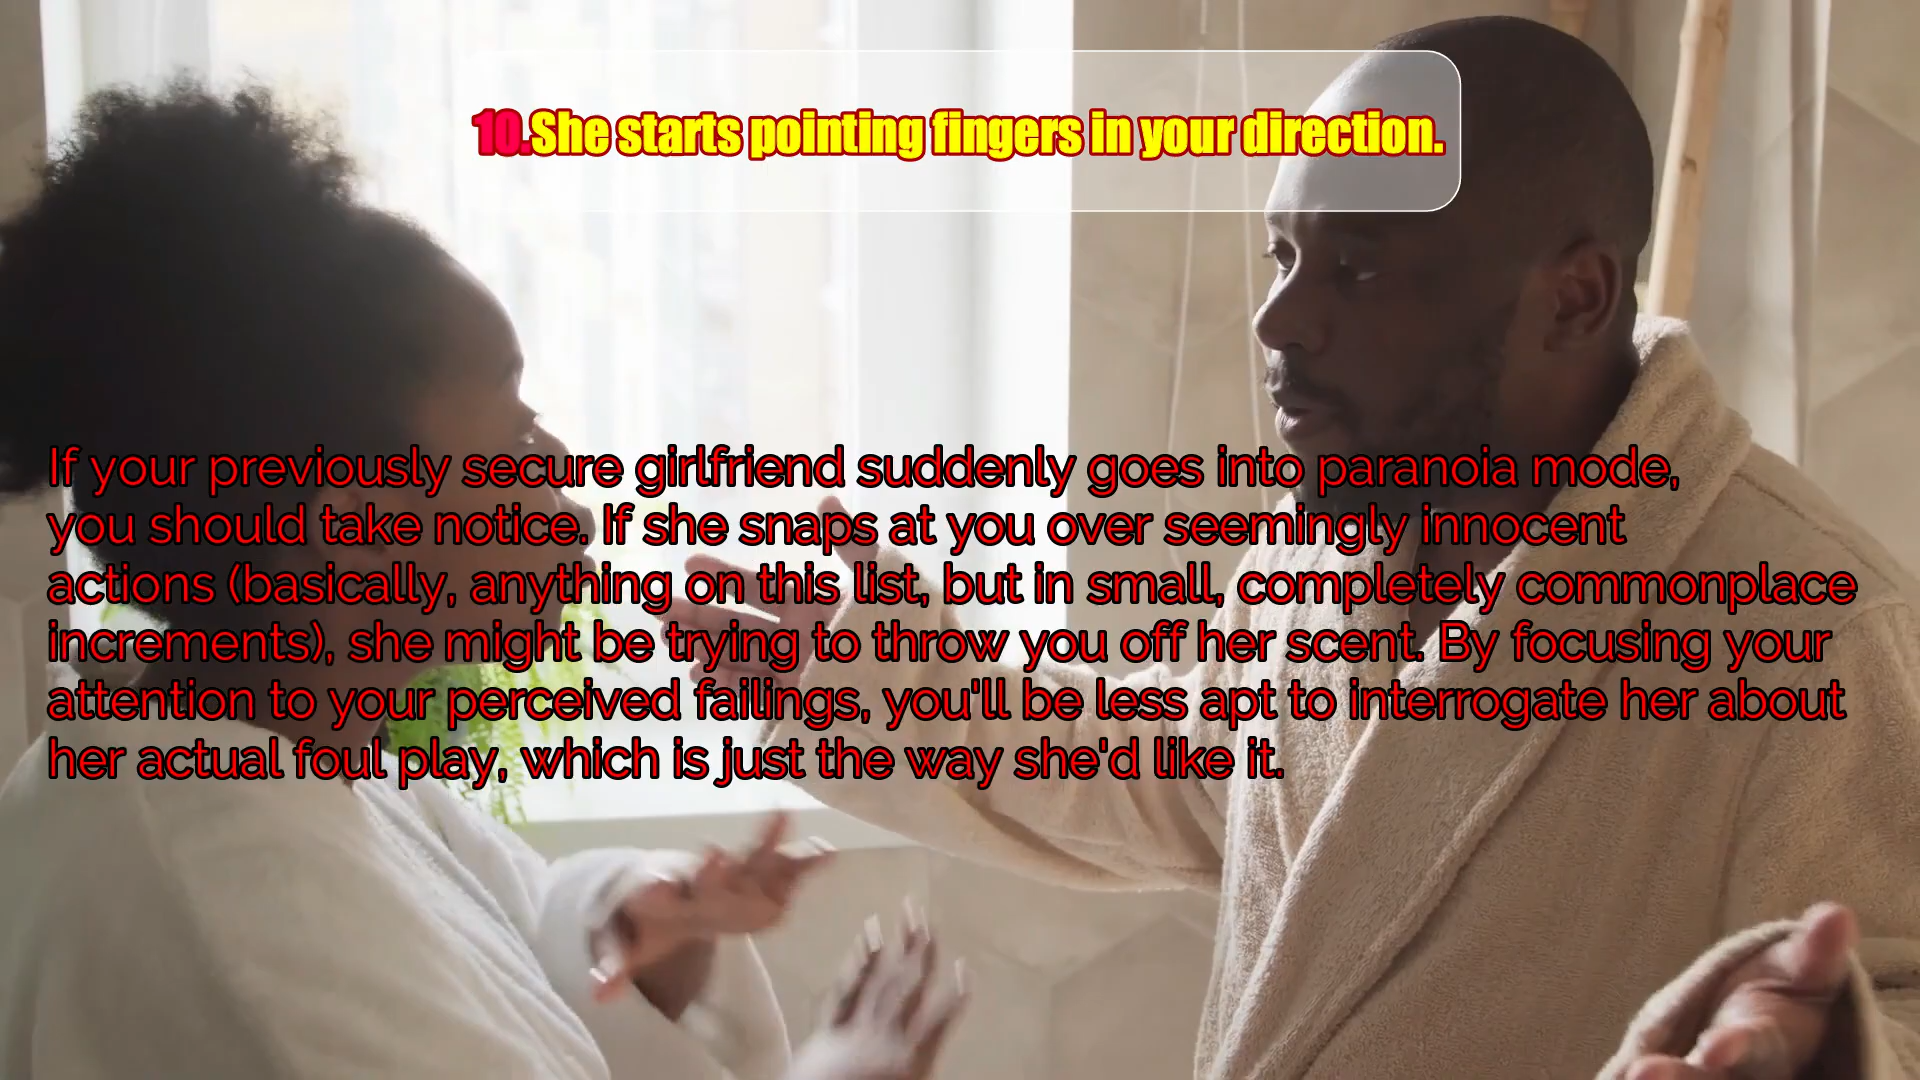 10.She starts pointing fingers in your direction.
If your previously secure girlfriend suddenly goes into paranoia mode,
you should take notice. If she snaps at you over seemingly innocent
actions (basically, anything on this list, but in small, completely commonplace
increments), she might be trying to throw you off her scent. By focusing your
attention to your perceived failings, you'll be less apt to interrogate her about
her actual foul play, which is just the way she'd like it.